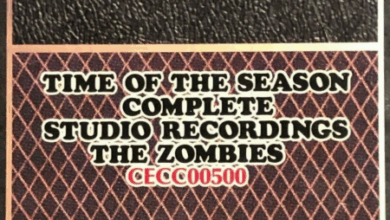 TIME OF THE SEASON
COMPLETE
STUDIO RECORDINGS
THE ZOMBIES
CECC00500